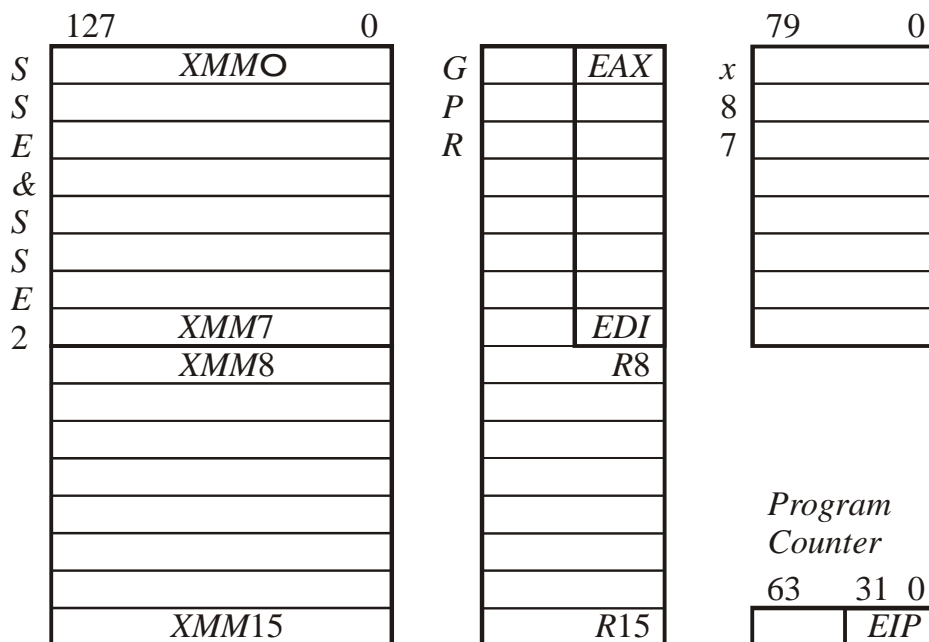 127 0
79 0
S
S
E
&
S
S
E
2
XMMO
XMM7
XMM8
XMM15
G
P
R
EAX
EDI
R8
R15
x
8
7
Program
Counter
63 31 0
EIP